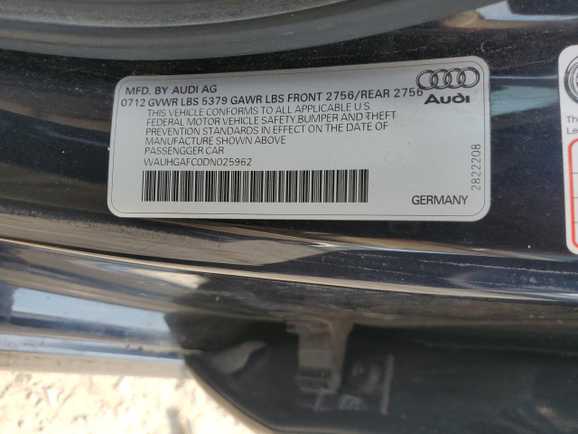 MFD. BY AUDI AG
0712 GVWR LBS 5379 GAWR LBS FRONT 2756/REAR 2756
THIS VEHICLE CONFORMS TO ALL APPLICABLE U.S
FEDERAL MOTOR VEHICLE SAFETY,BUMPER AND THEFT
PREVENTION STANDARDS IN EFFECT ON THE DATE OF
MANUFACTURE SHOWN ABOVE
PASSENGGER CAR
WAUHGAFC0DN025962
GERMANY
2822208
Audi